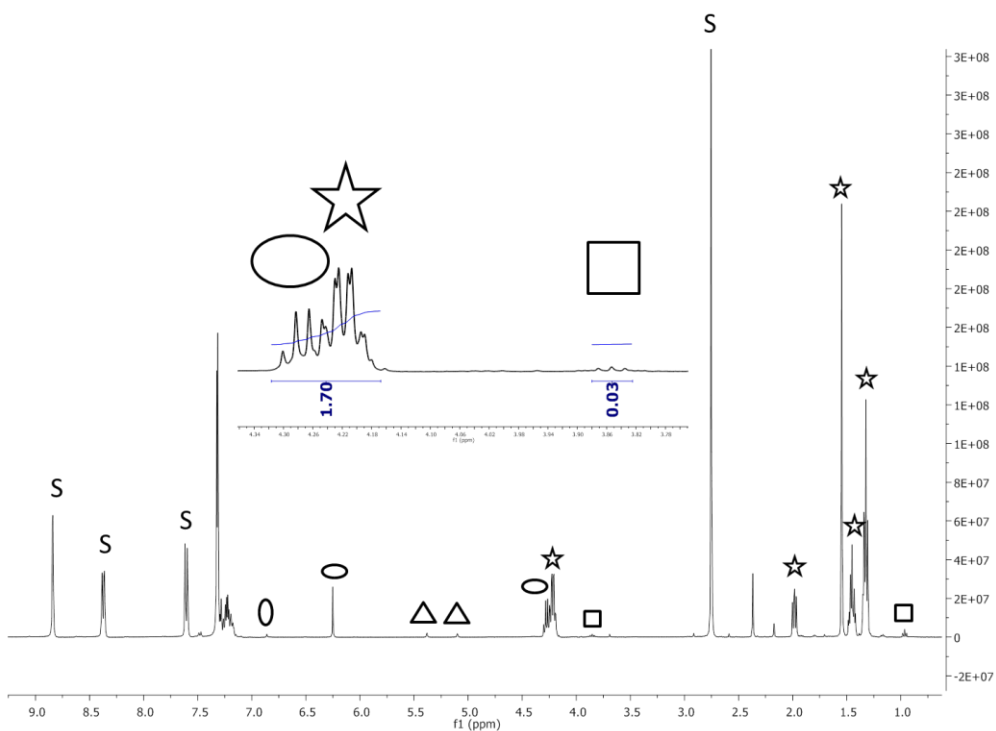 S
3E+08
3E+08
3E+08
2E+08
2E+08
2E+08
2E+08
2E+08
1E+08
1E+08
1E+08
8E+07
6E+07
4E+07
2E+07
0
-2E+07
1.70
0.03
4.34 4.30 4.26 4.22 4.18 4.14 4.10 4.06 4.02 3.98 3.94 3.90 3.86 3.82 3.78
f1 (ppm)
S
S
S
9.0 8.5 8.0 7.5 7.0 6.5 6.0 5.5 5.0 4.5 4.0 3.5 3.0 2.5 2.0 1.5 1.0
f1 (ppm)